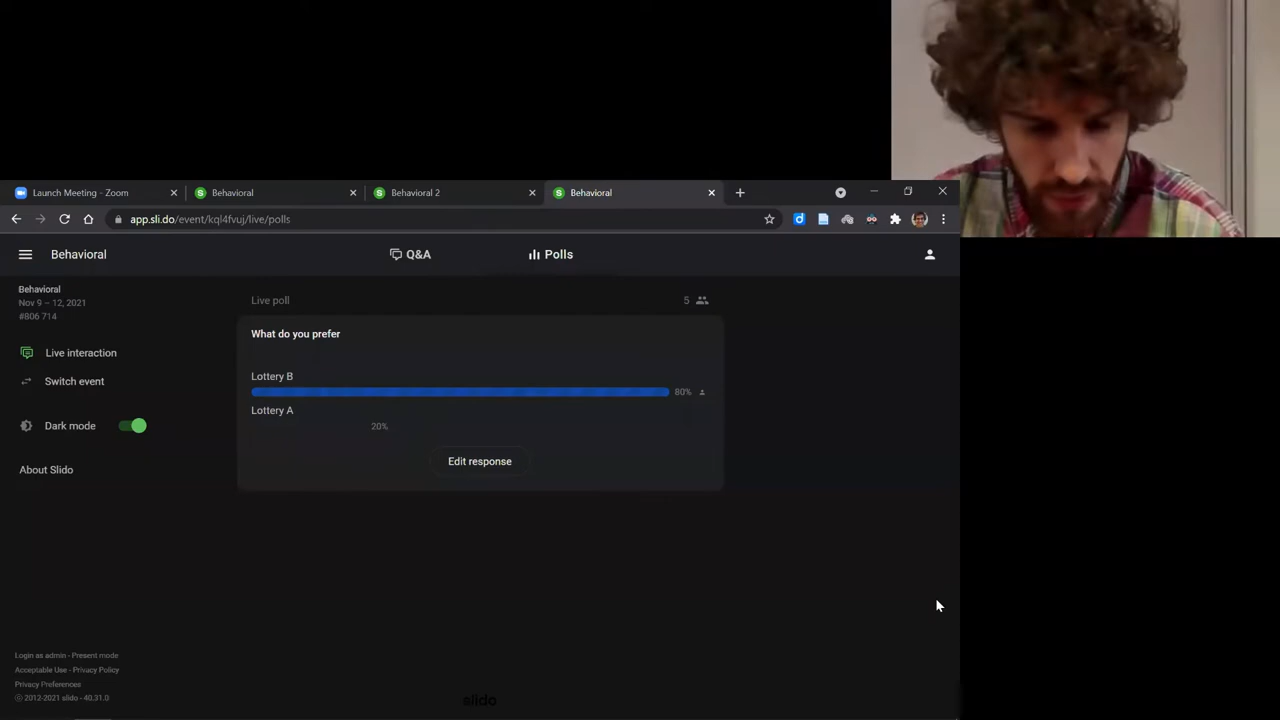 Launch Meeting - Zoom
Behavioral
Behavioral 2
Behavioral
app.sli.do/event/kql4fvuj/live/polls
Behavioral
Q&A
Polls
Behavioral
Nov 9 – 12, 2021
#806 714
Live interaction
Switch event
Dark mode
About Slido
Live poll
5
What do you prefer
Lottery B
80%
Lottery A
20%
Edit response
Login as admin - Present mode
Acceptable Use - Privacy Policy
Privacy Preferences
© 2012-2021 slido - 40.31.0
slido